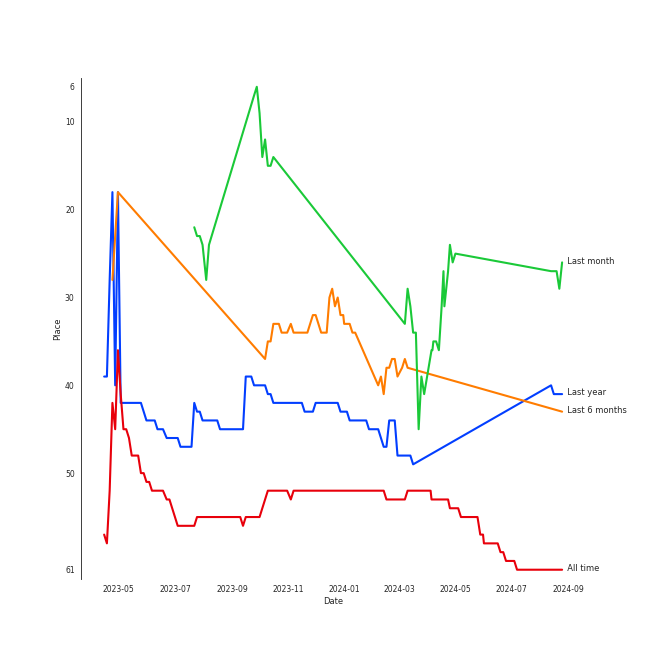 6
10
20
30
40
50
61
Place
2023-05
2023-07
2023-09
2023-11
2024-01
2024-03
2024-05
2024-07
2024-09
Date
Last month
Last year
Last 6 months
All time